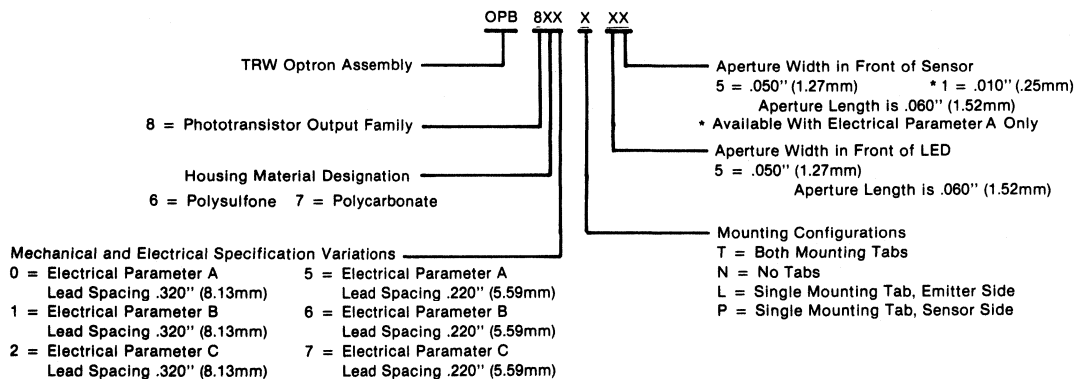 OPB 8XX X XX
TRW Optron Assembly
8 = Phototransistor Output Family
Housing Material Designation
6 = Polysulfone 7 = Polycarbonate
Mechanical and Electrical Specification Variations
0 = Electrical Parameter A
Lead Spacing .320" (8.13mm)
1 = Electrical Parameter B
Lead Spacing .320" (8.13mm)
2 = Electrical Parameter C
Lead Spacing .320" (8.13mm)
5 = Electrical Parameter A
Lead Spacing .220" (5.59mm)
6 = Electrical Parameter B
Lead Spacing .220" (5.59mm)
7 = Electrical Paramater C
Lead Spacing .220" (5.59mm)
Aperture Width in Front of Sensor
5 = .050" (1.27mm) * 1 = .010" (.25mm)
Aperture Length is .060" (1.52mm)
* Available With Electrical Parameter A Only
Aperture Width in Front of LED
5 = .050" (1.27mm)
Aperture Length is .060" (1.52mm)
Mounting Configurations
T = Both Mounting Tabs
N = No Tabs
L = Single Mounting Tab, Emitter Side
P = Single Mounting Tab, Sensor Side